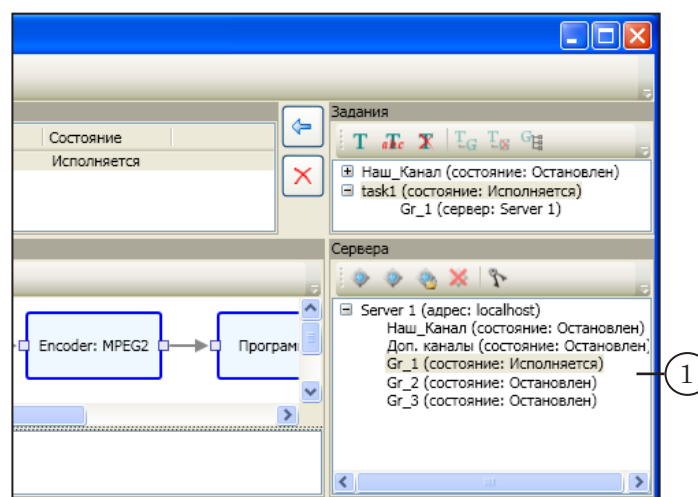 Задания
Состояние
Исполняется
Наш_Канал (состояние: Остановлен)
task1 (состояние: Исполняется)
Gr_1 (сервер: Server 1)
Сервера
Encoder: MPEG2
Програм
Server 1 (адрес: localhost)
Наш_Канал (состояние: Остановлен)
Доп. каналы (состояние: Остановлен)
Gr_1 (состояние: Исполняется)
Gr_2 (состояние: Остановлен)
Gr_3 (состояние: Остановлен)
1